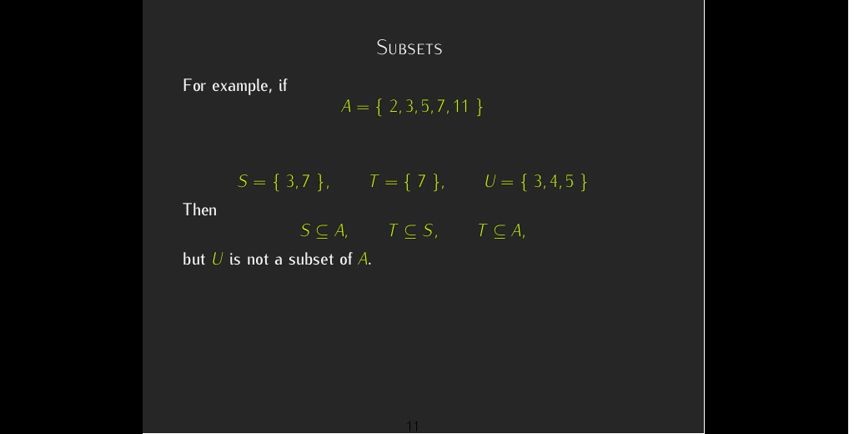 Subsets
For example, if
A = { 2, 3, 5, 7, 11 }
S = { 3, 7 }, T = { 7 }, U = { 3, 4, 5 }
Then
S ⊆ A, T ⊆ S, T ⊆ A,
but U is not a subset of A.
11